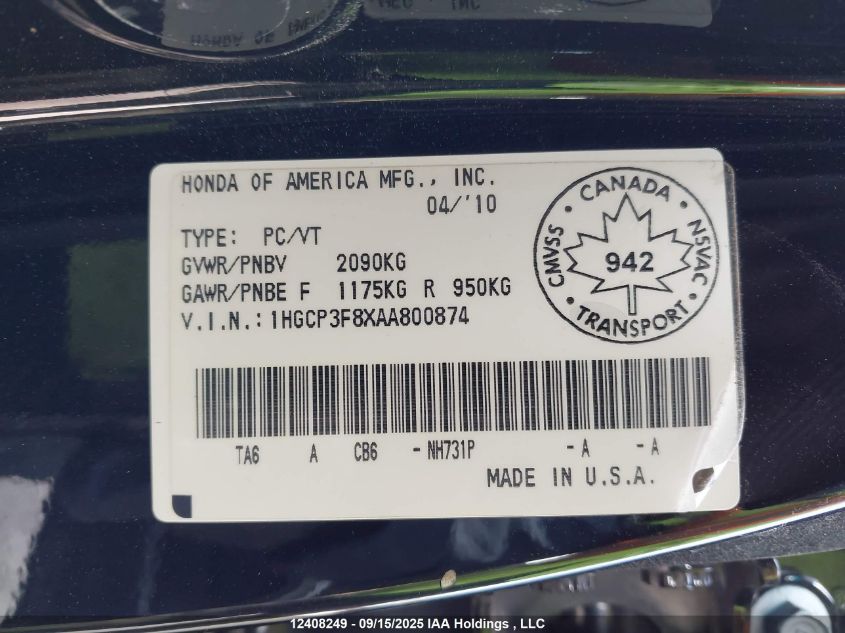 HONDA OF AMERICA MFG., INC.
04/'10
TYPE: PC/VT
GVWR/PNBV 2090KG
GAWR/PNBE F 1175KG R 950KG
V.I.N.: 1HGCP3F8XAA800874
CANADA
CMVSS
942
NSVAC
TRANSPORT
TA6 A CB6 - NH731P - A - A
MADE IN U.S.A.
12408249 - 09/15/2025 IAA Holdings , LLC